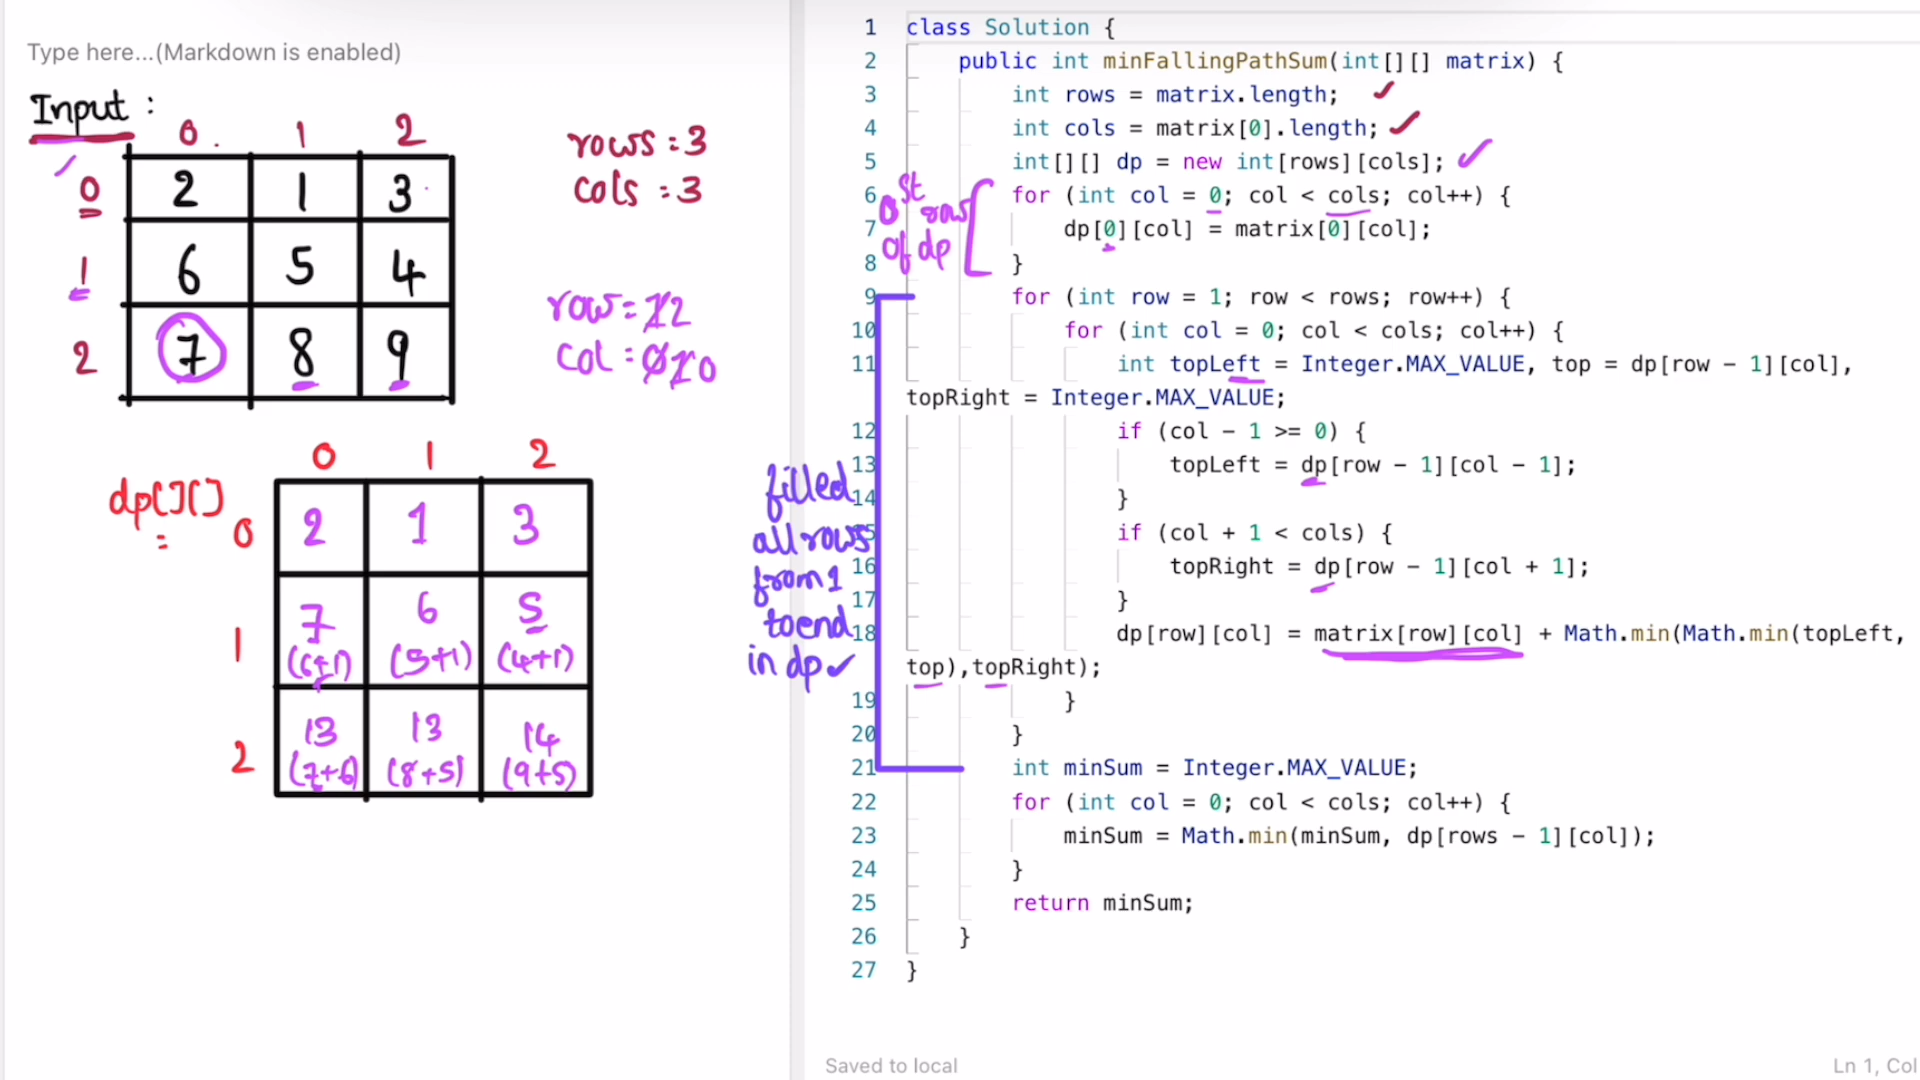 Type here...(Markdown is enabled)
Input :
0 1 2
0 2 1 3
1 6 5 4
2 7 8 9
rows = 3
cols = 3
row = 1 2
col = 0 1 0
dp[][]
0 1 2
0 2 1 3
1 7 6 5
(6+1) (5+1) (4+1)
2 13 13 14
(7+6) (8+5) (9+5)
0st row
of dp
filled
all rows
from 1
to end
in dp
1 class Solution {
2 public int minFallingPathSum(int[][] matrix) {
3 int rows = matrix.length;
4 int cols = matrix[0].length;
5 int[][] dp = new int[rows][cols];
6 for (int col = 0; col < cols; col++) {
7 dp[0][col] = matrix[0][col];
8 }
9 for (int row = 1; row < rows; row++) {
10 for (int col = 0; col < cols; col++) {
11 int topLeft = Integer.MAX_VALUE, top = dp[row - 1][col],
topRight = Integer.MAX_VALUE;
12 if (col - 1 >= 0) {
13 topLeft = dp[row - 1][col - 1];
14 }
15 if (col + 1 < cols) {
16 topRight = dp[row - 1][col + 1];
17 }
18 dp[row][col] = matrix[row][col] + Math.min(Math.min(topLeft,
top),topRight);
19 }
20 }
21 int minSum = Integer.MAX_VALUE;
22 for (int col = 0; col < cols; col++) {
23 minSum = Math.min(minSum, dp[rows - 1][col]);
24 }
25 return minSum;
26 }
27 }
Saved to local
Ln 1, Col